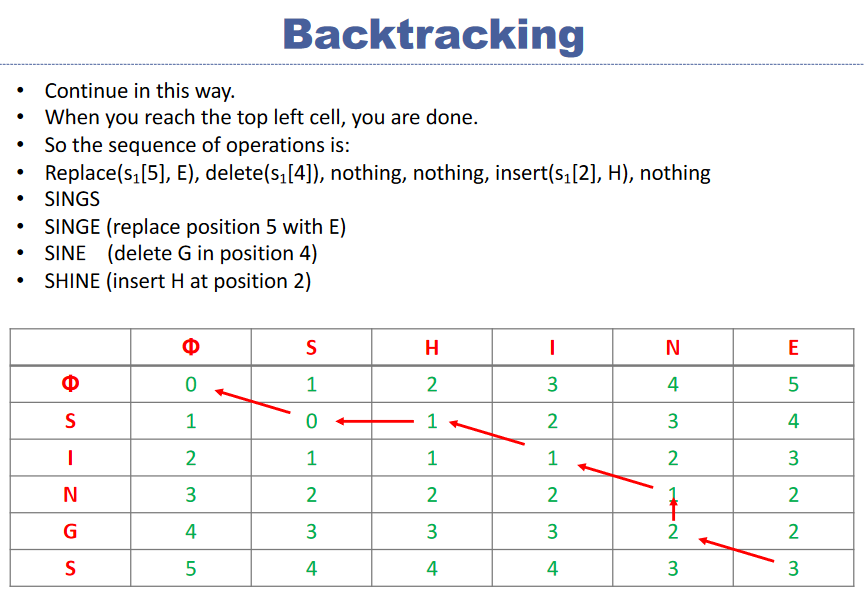 Backtracking
• Continue in this way.
• When you reach the top left cell, you are done.
• So the sequence of operations is:
• Replace(s₁[5], E), delete(s₁[4]), nothing, nothing, insert(s₁[2], H), nothing
• SINGS
• SINGE (replace position 5 with E)
• SINE (delete G in position 4)
• SHINE (insert H at position 2)
Φ S H I N E
Φ 0 1 2 3 4 5
S 1 0 1 2 3 4
I 2 1 1 1 2 3
N 3 2 2 2 1 2
G 4 3 3 3 2 2
S 5 4 4 4 3 3